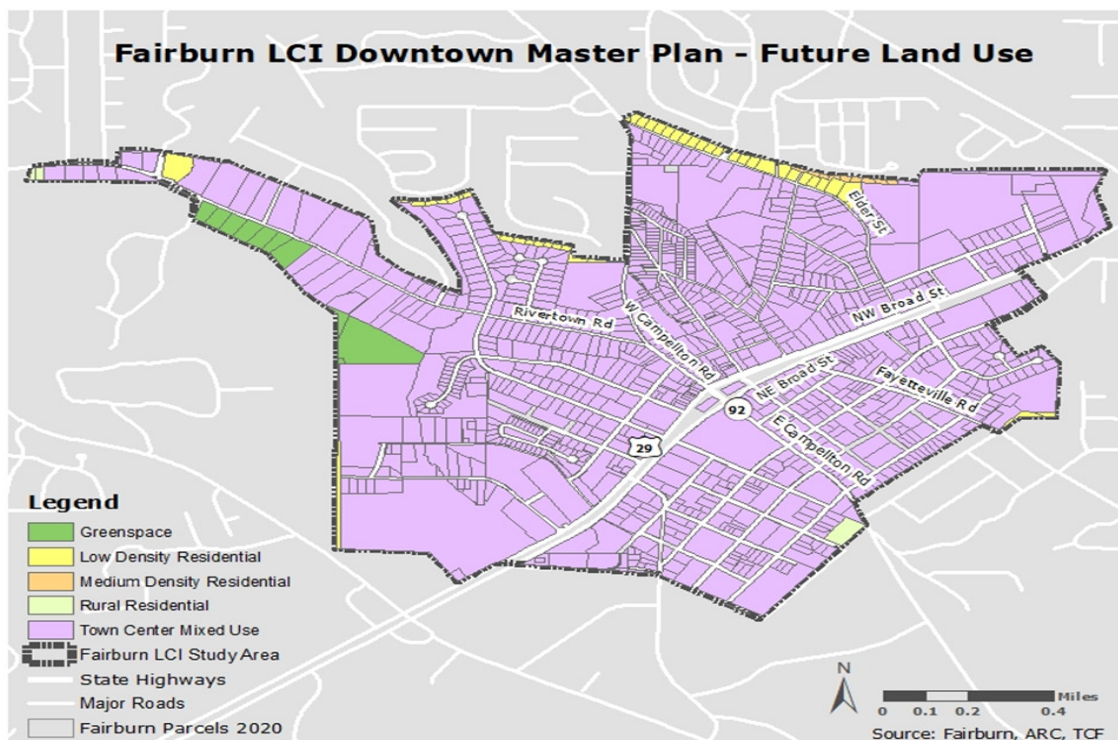 Fairburn LCI Downtown Master Plan - Future Land Use
Elder St
NW Broad St
Rivertown Rd
W Campellton Rd
NE Broad St
Fayetteville Rd
92
E Campellton Rd
29
Legend
Greenspace
Low Density Residential
Medium Density Residential
Rural Residential
Town Center Mixed Use
Fairburn LCI Study Area
State Highways
Major Roads
Fairburn Parcels 2020
N
Miles
0 0.1 0.2 0.4
Source: Fairburn, ARC, TCF